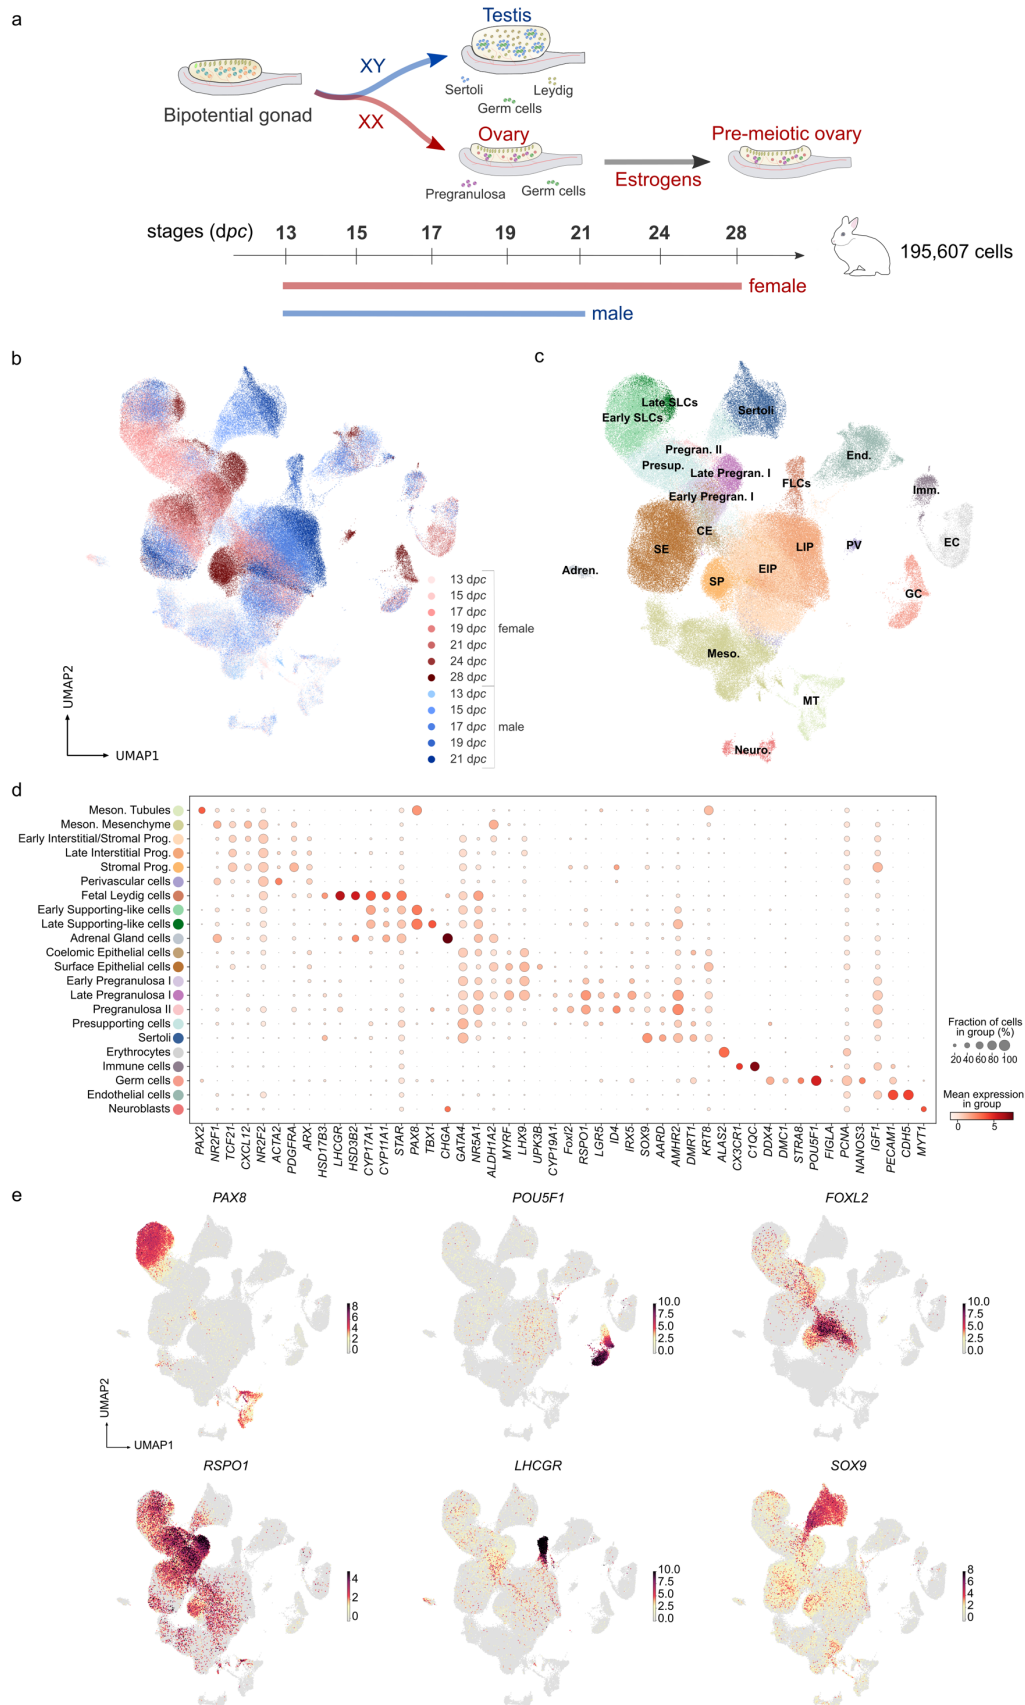 a
Testis
XY
Sertoli
Leydig
Germ cells
Bipotential gonad
XX
Ovary
Pre-meiotic ovary
Estrogens
Pregranulosa
Germ cells
stages (dpc)
13 15 17 19 21 24 28
195,607 cells
female
male
b
13 dpc
15 dpc
17 dpc
19 dpc
21 dpc
24 dpc
28 dpc
female
13 dpc
15 dpc
17 dpc
19 dpc
21 dpc
male
UMAP2
UMAP1
c
Late SLCs
Early SLCs
Sertoli
Pregran. II
Presup.
Late Pregran. I
End.
FLCs
Early Pregran. I
Imm.
CE
SE
LIP
PV
EC
EIP
Adren.
SP
GC
Meso.
MT
Neuro.
d
Meson. Tubules
Meson. Mesenchyme
Early Interstitial/Stromal Prog.
Late Interstitial Prog.
Stromal Prog.
Perivascular cells
Fetal Leydig cells
Early Supporting-like cells
Late Supporting-like cells
Adrenal Gland cells
Coelomic Epithelial cells
Surface Epithelial cells
Early Pregranulosa I
Late Pregranulosa I
Pregranulosa II
Presupporting cells
Sertoli
Erythrocytes
Immune cells
Germ cells
Endothelial cells
Neuroblasts
Fraction of cells
in group (%)
20 40 60 80 100
Mean expression
in group
0 5
PAX2
NR2F1
TCF21
CXCL12
NR2F2
ACTA2
PDGFRA
ARX
HSD17B3
LHCGR
HSD3B2
CYP17A1
CYP11A1
STAR
PAX8
TBX1
CHGA
GATA4
NR5A1
ALDH1A2
MYRF
LHX9
UPK3B
CYP19A1
Foxl2
RSPO1
LGR5
ID4
IRX5
SOX9
AARD
AMHR2
DMRT1
KRT8
ALAS2
CX3CR1
C1QC
DDX4
DMC1
STRA8
POU5F1
FIGLA
PCNA
NANOS3
IGF1
PECAM1
CDH5
MYT1
e
PAX8
8
6
4
2
0
POU5F1
10.0
7.5
5.0
2.5
0.0
FOXL2
10.0
7.5
5.0
2.5
0.0
UMAP2
UMAP1
RSPO1
4
2
0
LHCGR
10.0
7.5
5.0
2.5
0.0
SOX9
8
6
4
2
0